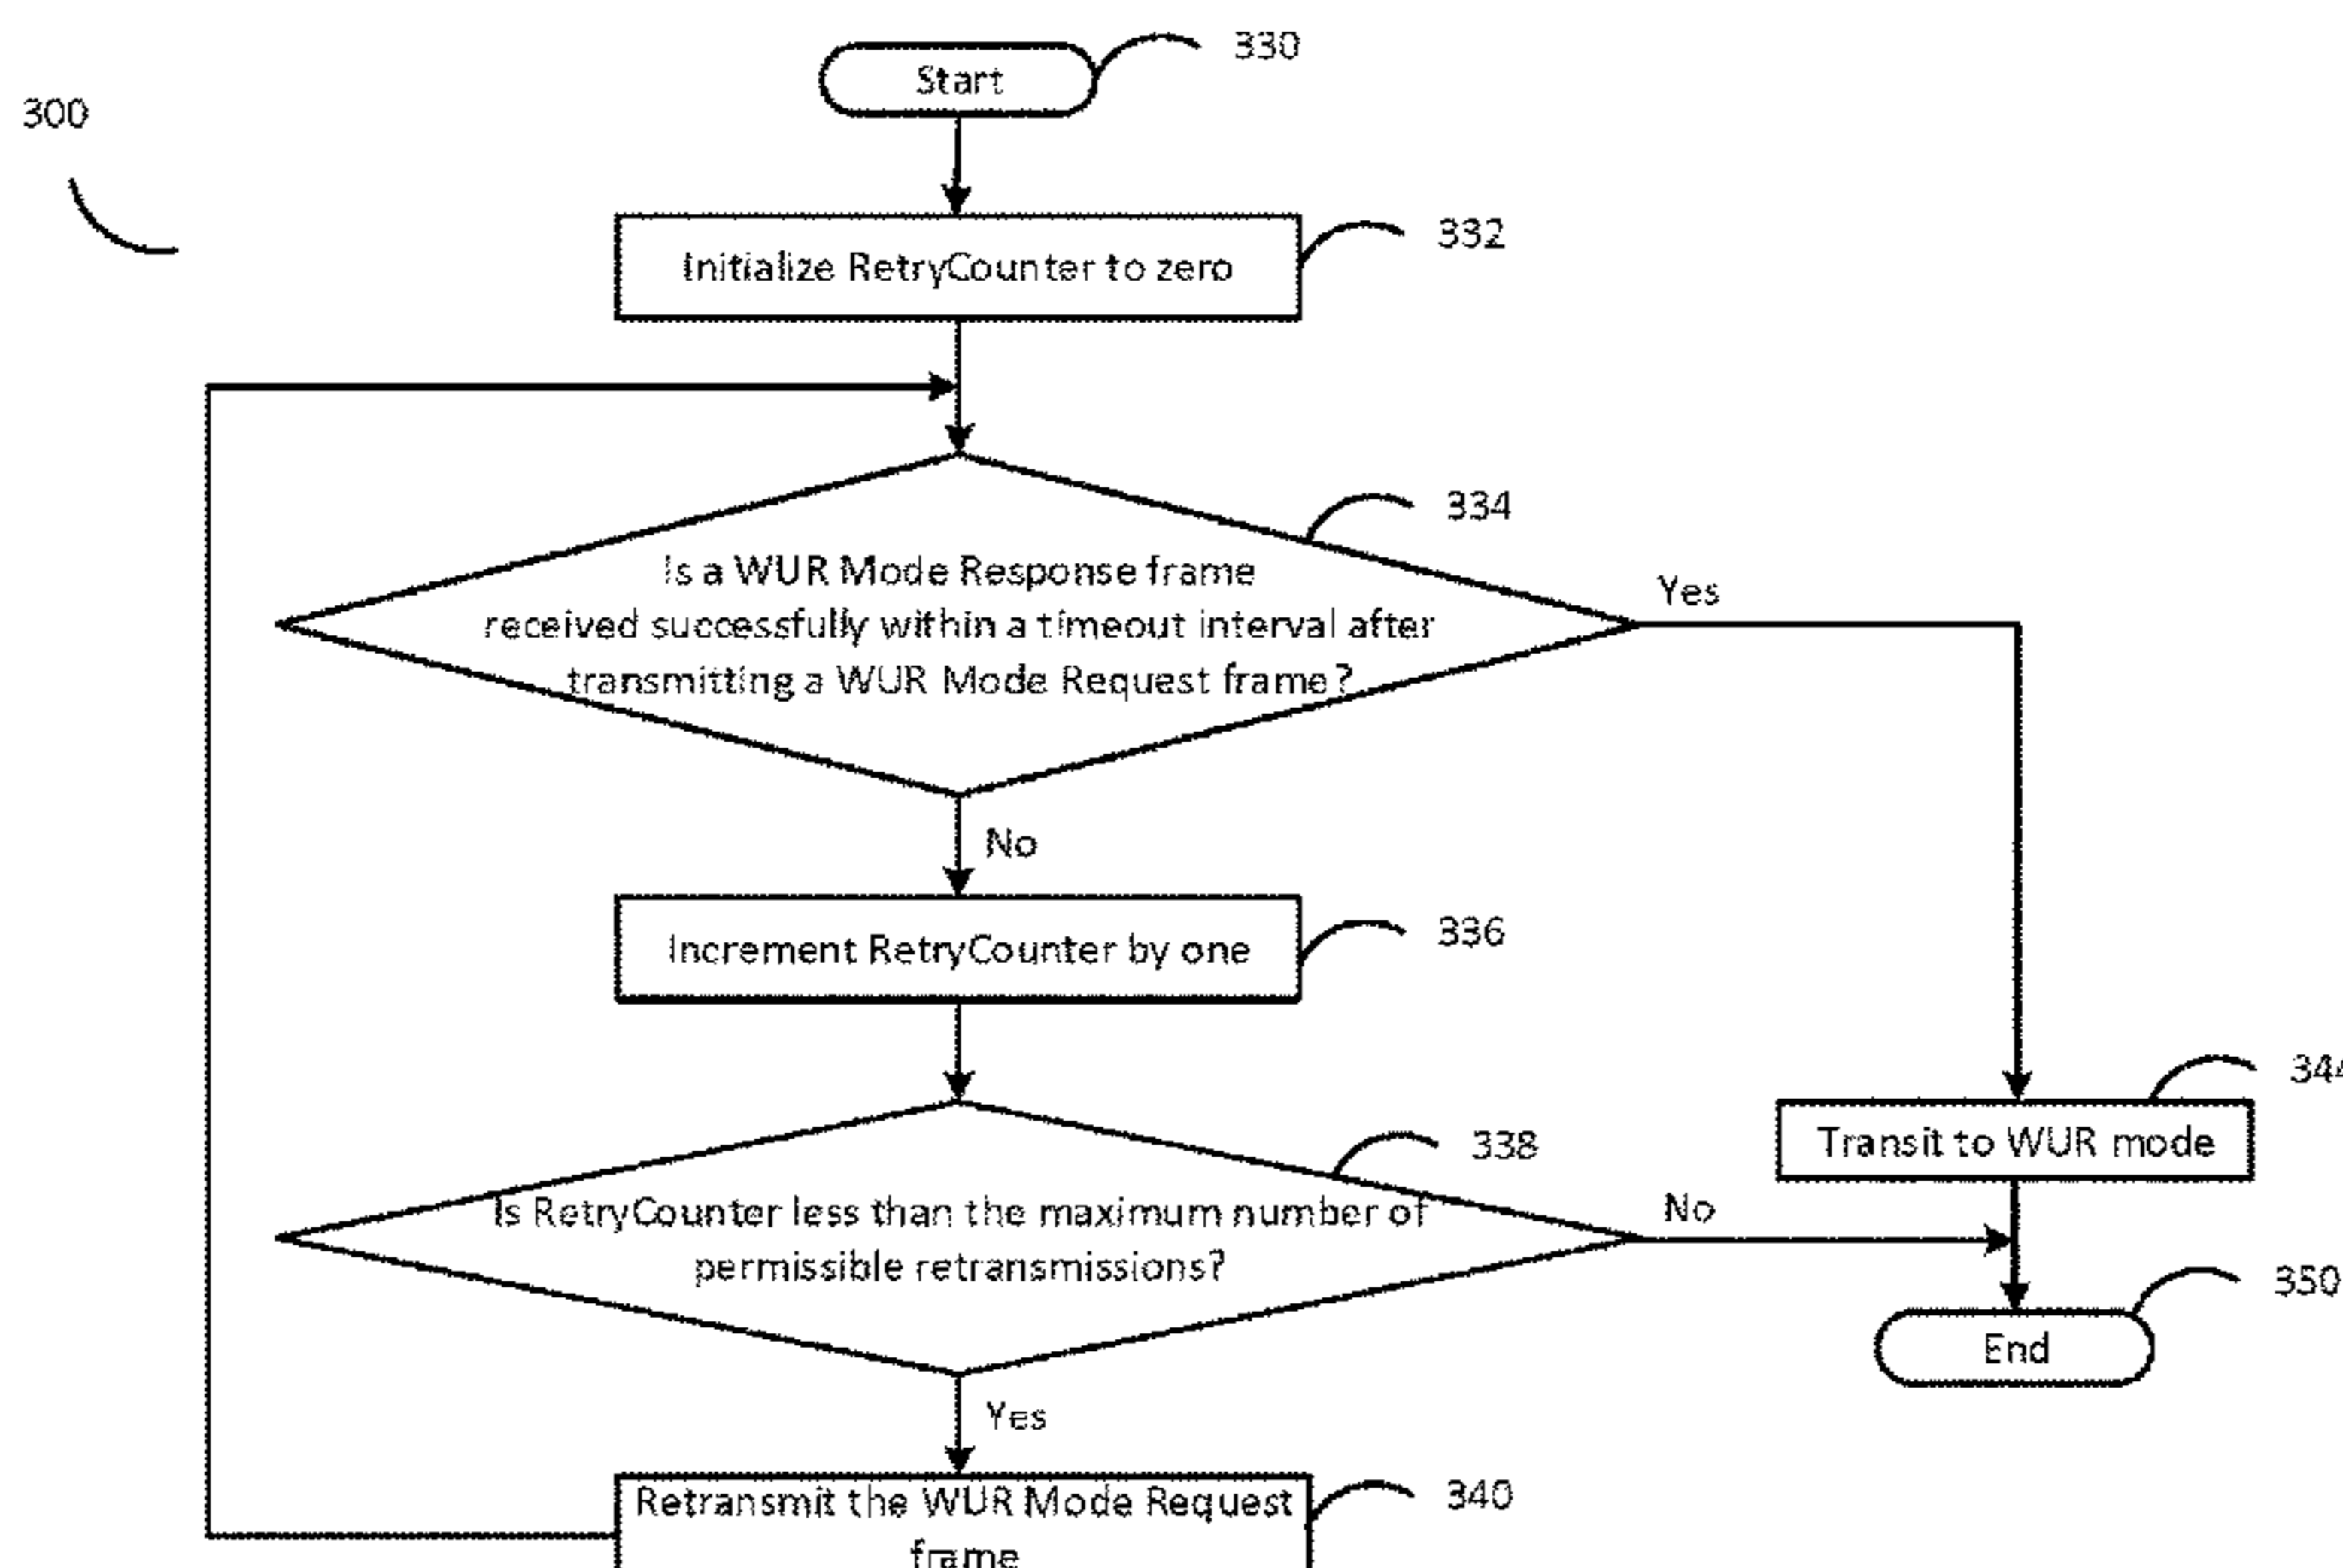 330
Start
300
332
Initialize RetryCounter to zero
334
Is a WUR Mode Response frame
received successfully within a timeout interval after
transmitting a WUR Mode Request frame?
Yes
No
336
Increment RetryCounter by one
344
Transit to WUR mode
338
Is RetryCounter less than the maximum number of
permissible retransmissions?
No
350
End
Yes
340
Retransmit the WUR Mode Request
frame